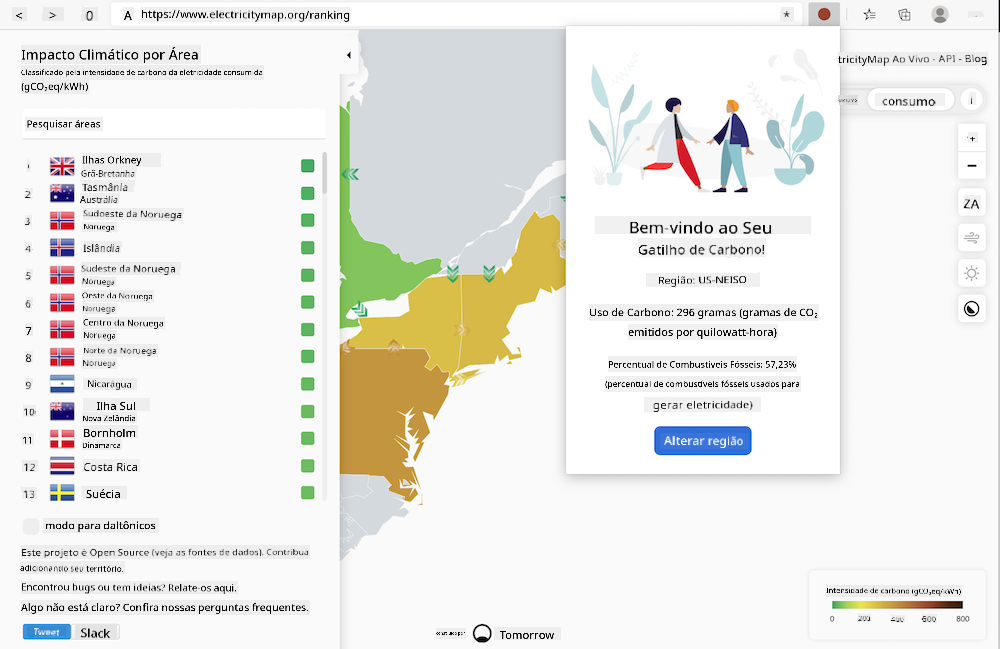 < > 0 A https://www.electricitymap.org/ranking
Impacto Climático por Área
Classificado pela intensidade de carbono da eletricidade consumida
(gCO₂eq/kWh)
Pesquisar áreas
1 Ilhas Orkney
Grã-Bretanha
2 Tasmânia
Austrália
3 Sudoeste da Noruega
Noruega
4 Islândia
5 Sudeste da Noruega
Noruega
6 Oeste da Noruega
Noruega
7 Centro da Noruega
Noruega
8 Norte da Noruega
Noruega
9 Nicarágua
10 Ilha Sul
Nova Zelândia
11 Bornholm
Dinamarca
12 Costa Rica
13 Suécia
modo para daltônicos
Este projeto é Open Source (veja as fontes de dados). Contribua
adicionando seu território.
Encontrou bugs ou tem ideias? Relate-os aqui.
Algo não está claro? Confira nossas perguntas frequentes.
Tweet Slack
construído por Tomorrow
Bem-vindo ao Seu
Gatilho de Carbono!
Região: US-NEISO
Uso de Carbono: 296 gramas (gramas de CO₂
emitidos por quilowatt-hora)
Percentual de Combustíveis Fósseis: 57,23%
(percentual de combustíveis fósseis usados para
gerar eletricidade)
Alterar região
tricityMap Ao Vivo - API - Blog
consumo
i
+
−
ZA
Intensidade de carbono (gCO₂eq/kWh)
0 200 400 600 800